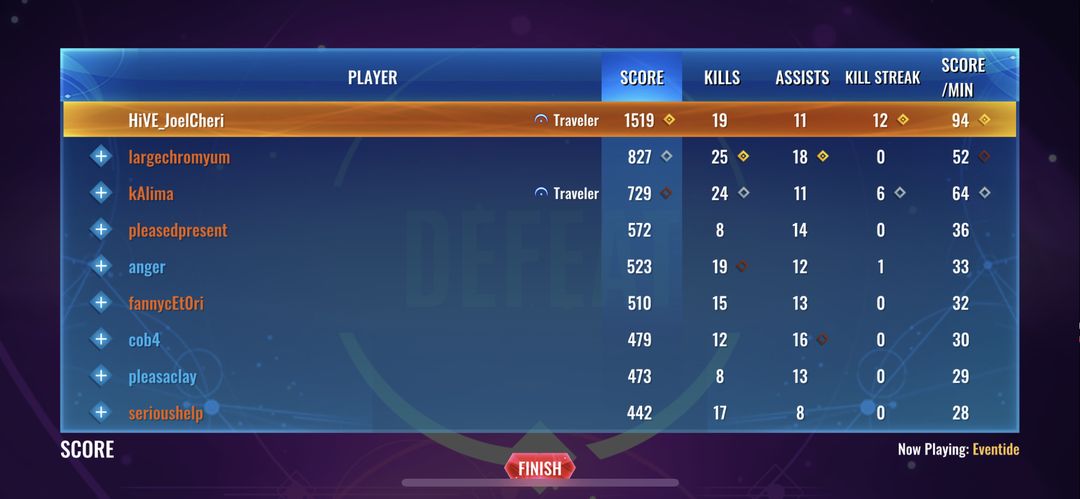 PLAYER SCORE KILLS ASSISTS KILL STREAK SCORE
/MIN
HiVE_JoelCheri Traveler 1519 19 11 12 94
largechromyum 827 25 18 0 52
kAlima Traveler 729 24 11 6 64
pleasedpresent 572 8 14 0 36
anger 523 19 12 1 33
fannycEt0ri 510 15 13 0 32
cob4 479 12 16 0 30
pleasaclay 473 8 13 0 29
serioushelp 442 17 8 0 28
DEFEAT
SCORE
Now Playing: Eventide
FINISH